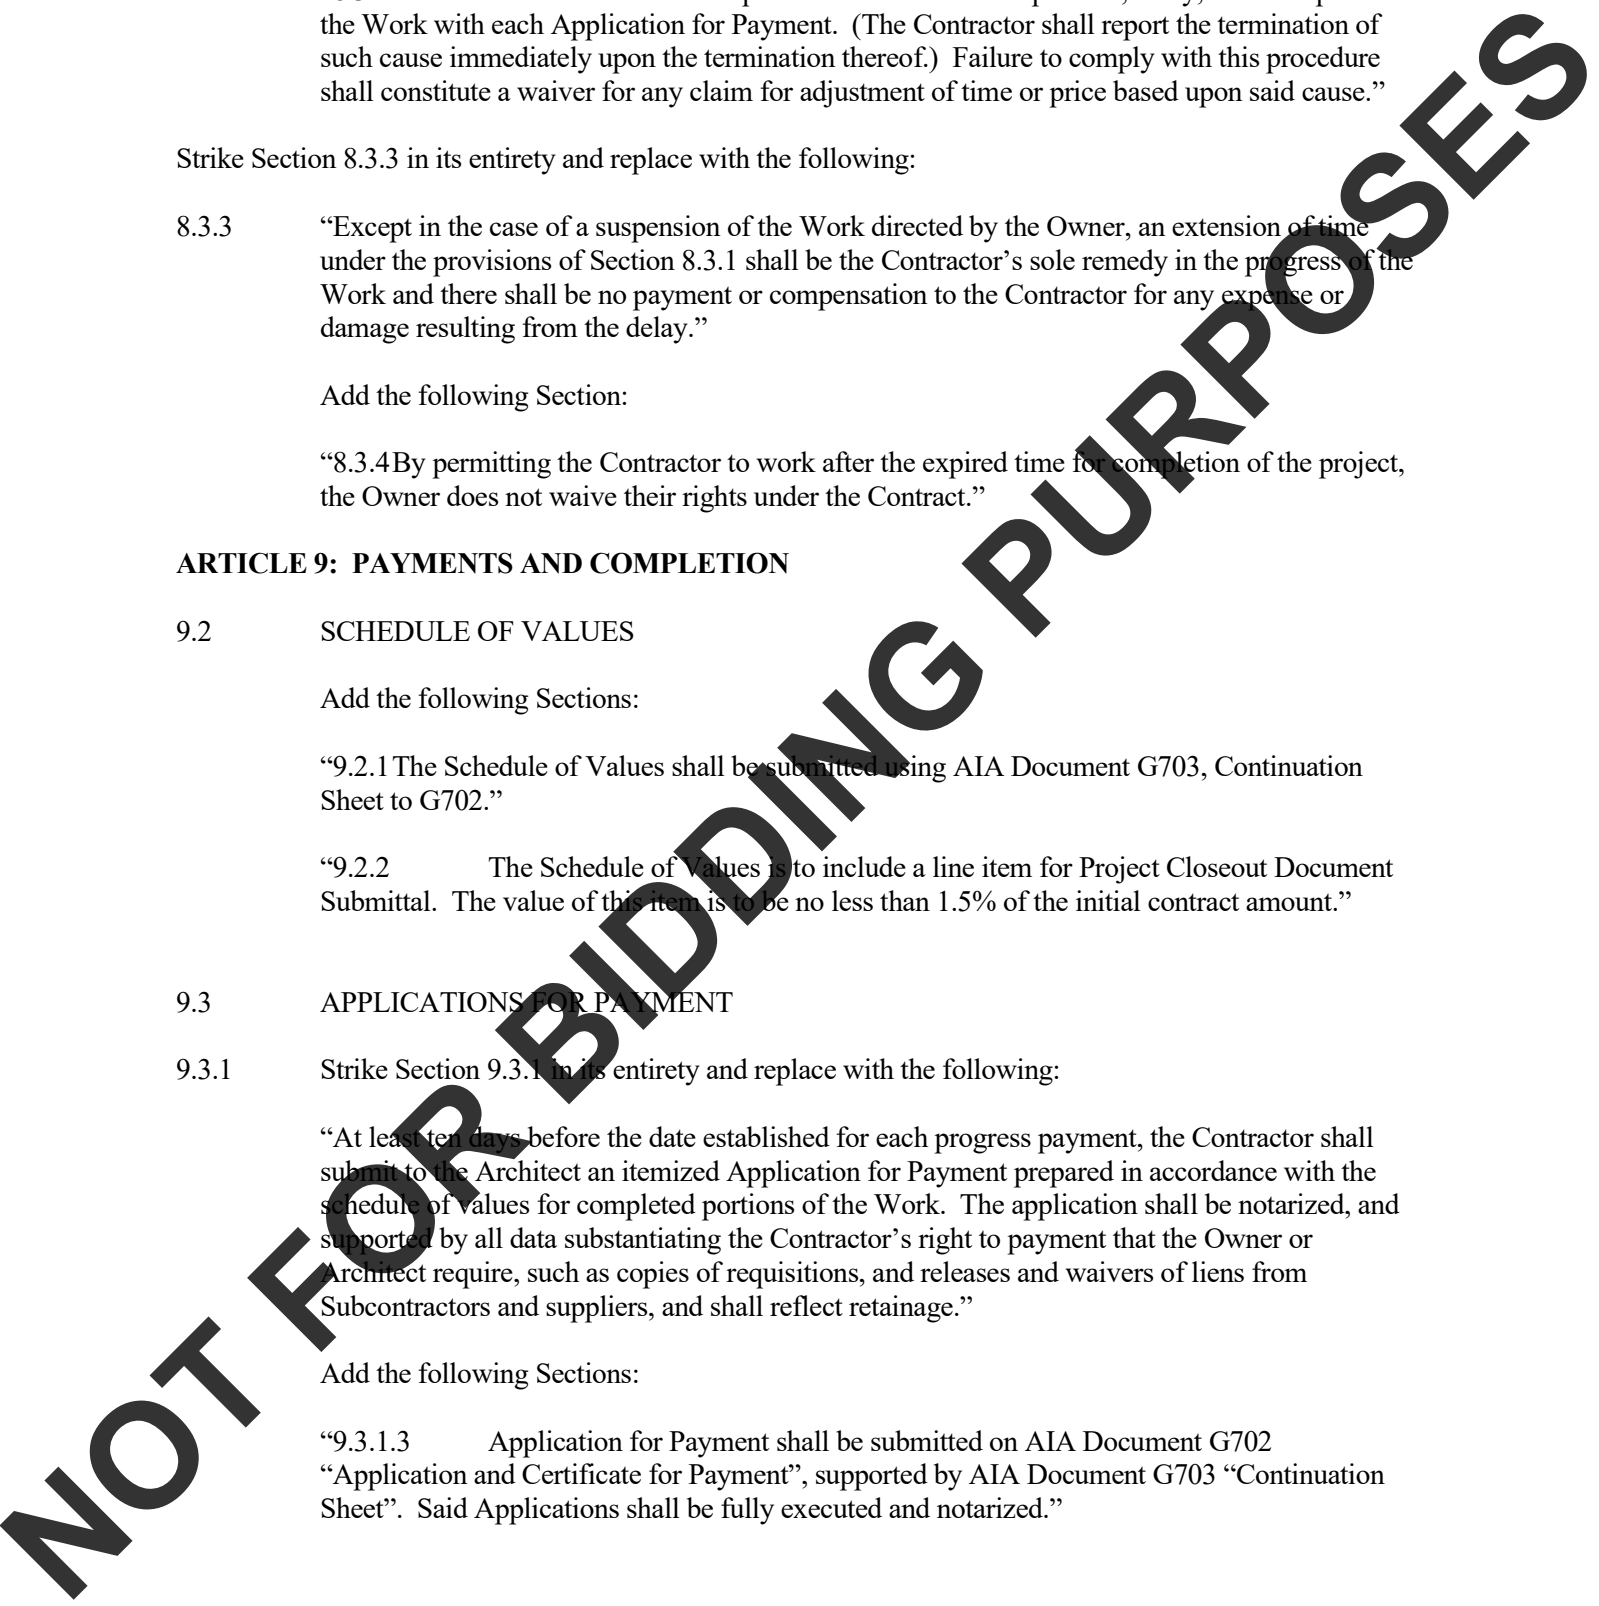 the Work with each Application for Payment.  (The Contractor shall report the termination of
such cause immediately upon the termination thereof.)  Failure to comply with this procedure
shall constitute a waiver for any claim for adjustment of time or price based upon said cause.”
Strike Section 8.3.3 in its entirety and replace with the following:
8.3.3 “Except in the case of a suspension of the Work directed by the Owner, an extension of time
under the provisions of Section 8.3.1 shall be the Contractor’s sole remedy in the progress of the
Work and there shall be no payment or compensation to the Contractor for any expense or
damage resulting from the delay.”
Add the following Section:
“8.3.4 By permitting the Contractor to work after the expired time for completion of the project,
the Owner does not waive their rights under the Contract.”
ARTICLE 9:  PAYMENTS AND COMPLETION
9.2 SCHEDULE OF VALUES
Add the following Sections:
“9.2.1 The Schedule of Values shall be submitted using AIA Document G703, Continuation
Sheet to G702.”
“9.2.2 The Schedule of Values is to include a line item for Project Closeout Document
Submittal.  The value of this item is to be no less than 1.5% of the initial contract amount.”
9.3 APPLICATIONS FOR PAYMENT
9.3.1 Strike Section 9.3.1 in its entirety and replace with the following:
“At least ten days before the date established for each progress payment, the Contractor shall
submit to the Architect an itemized Application for Payment prepared in accordance with the
schedule of values for completed portions of the Work.  The application shall be notarized, and
supported by all data substantiating the Contractor’s right to payment that the Owner or
Architect require, such as copies of requisitions, and releases and waivers of liens from
Subcontractors and suppliers, and shall reflect retainage.”
Add the following Sections:
“9.3.1.3 Application for Payment shall be submitted on AIA Document G702
“Application and Certificate for Payment”, supported by AIA Document G703 “Continuation
Sheet”.  Said Applications shall be fully executed and notarized.”
NOT FOR BIDDING PURPOSES